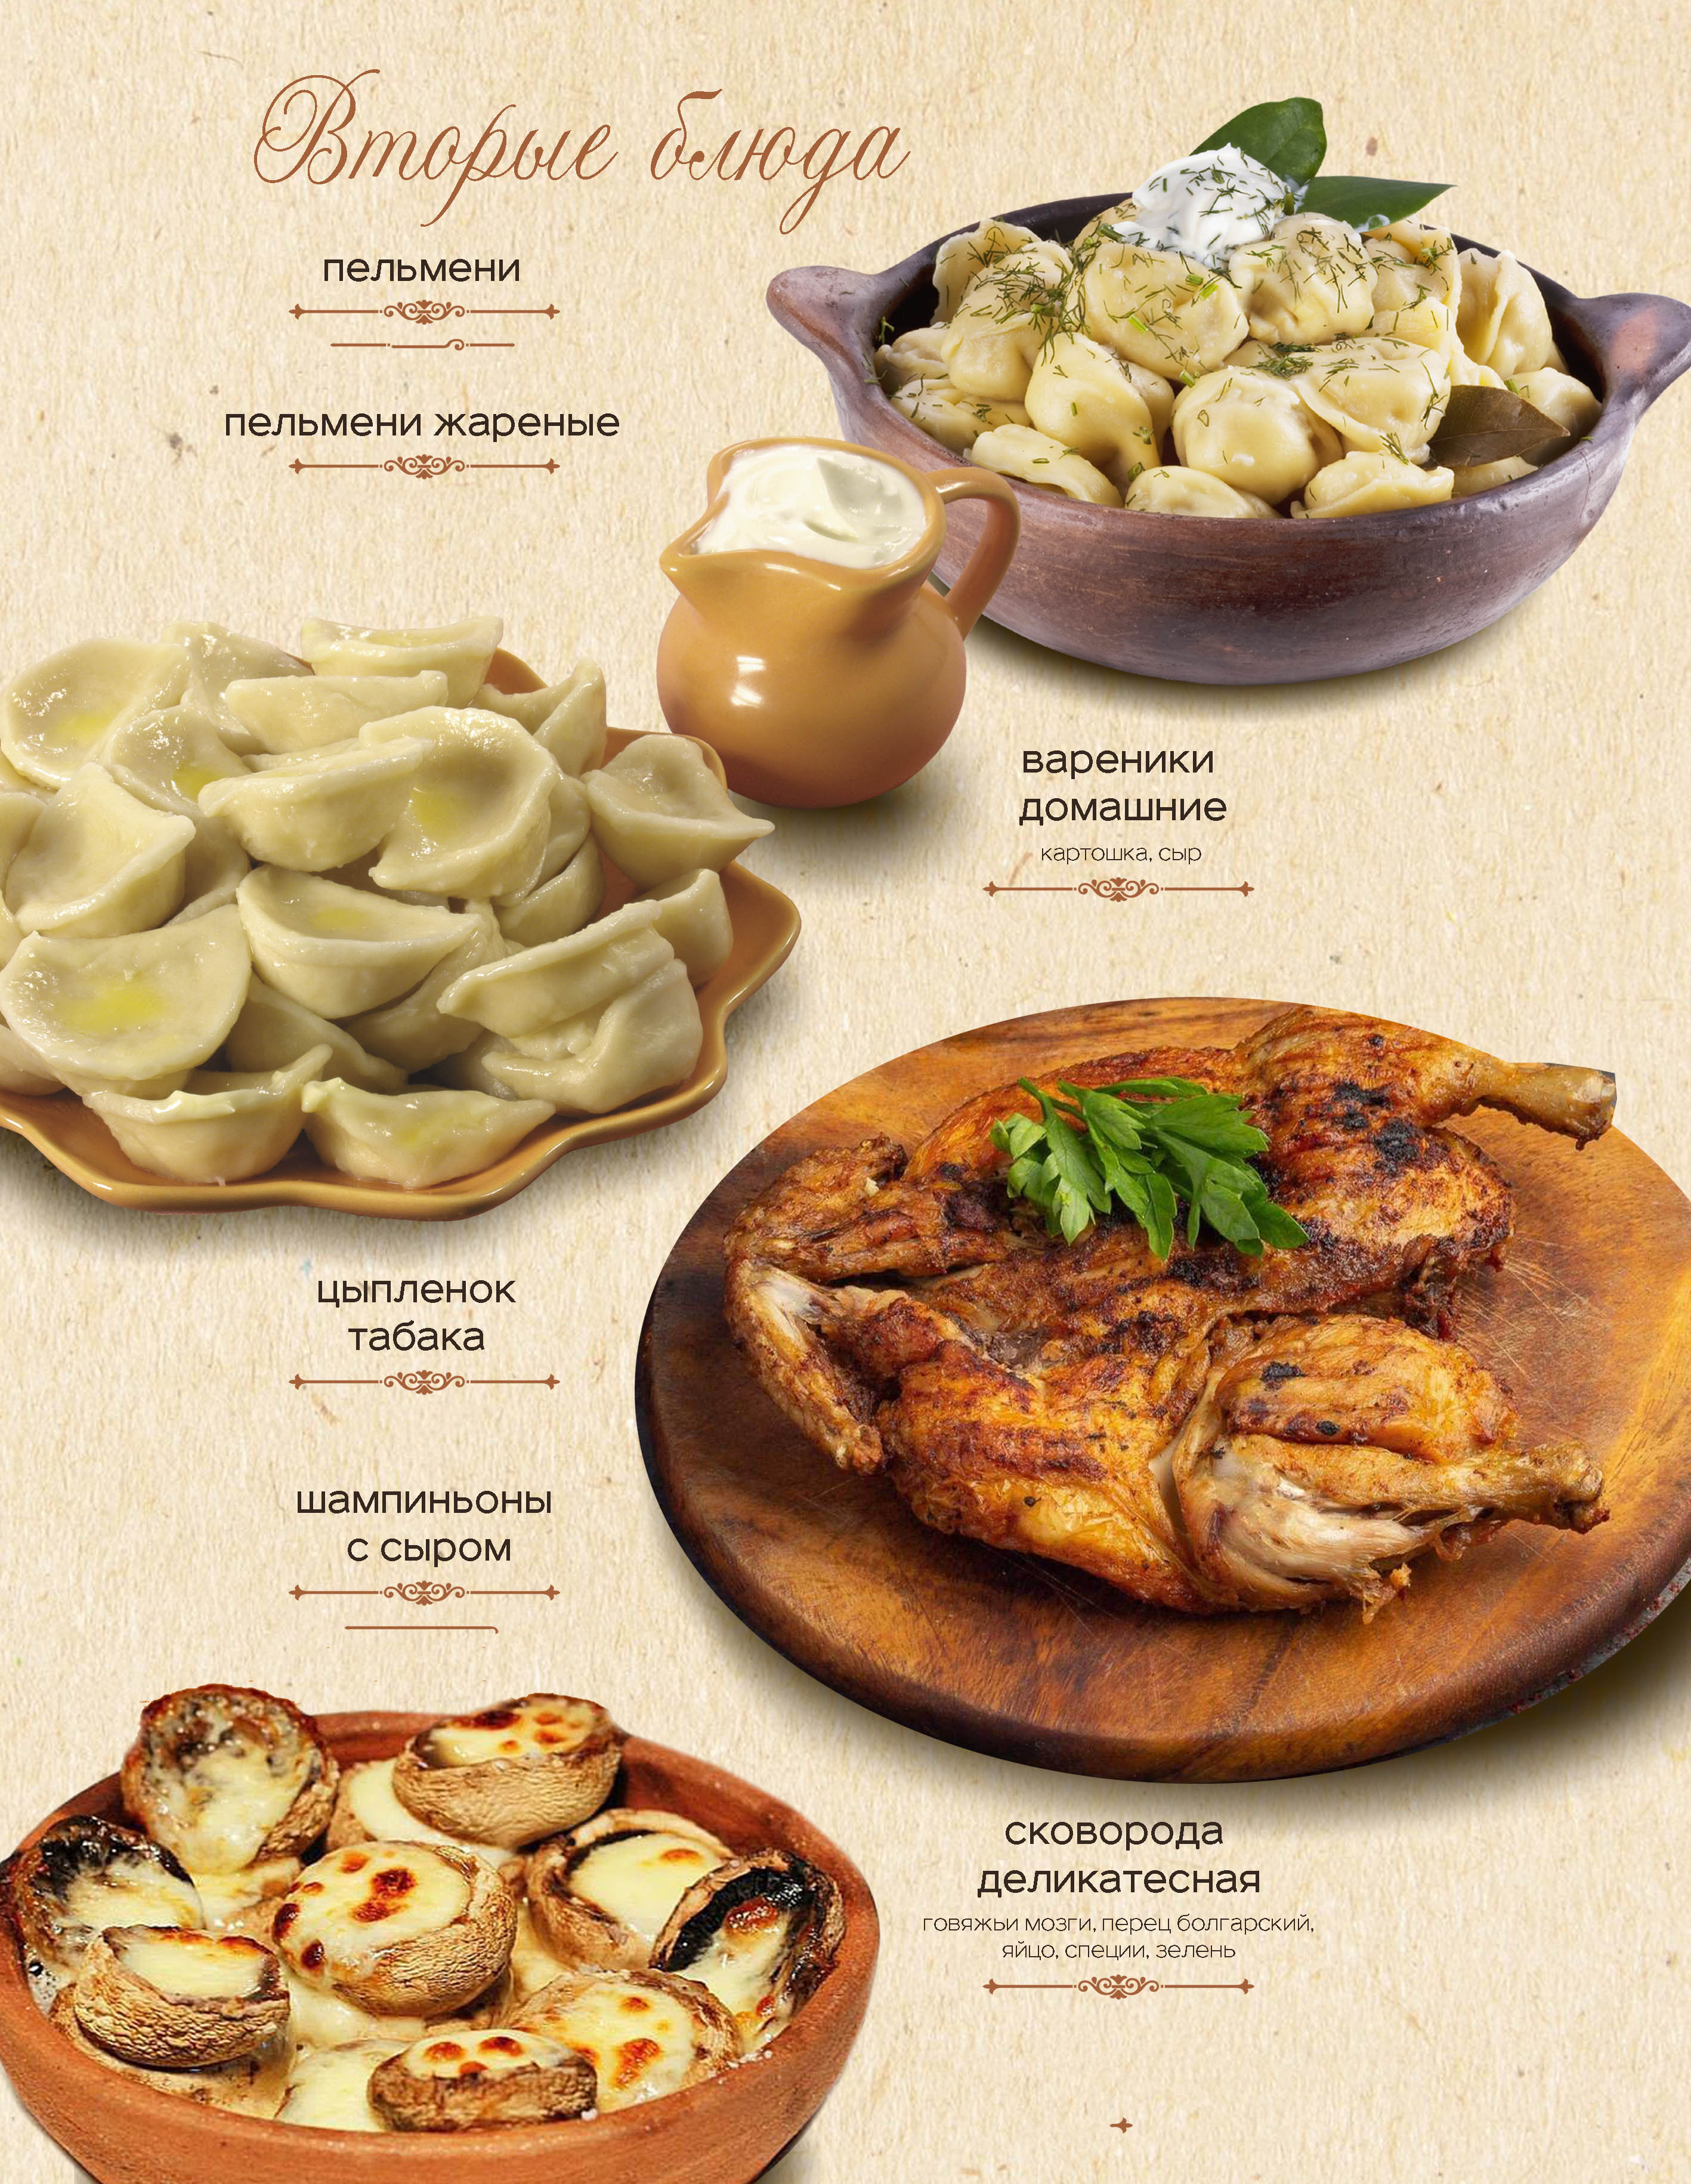 Вторые блюда
пельмени
пельмени жареные
вареники
домашние
картошка, сыр
цыпленок
табака
шампиньоны
с сыром
сковорода
деликатесная
говяжьи мозги, перец болгарский,
яйцо, специи, зелень